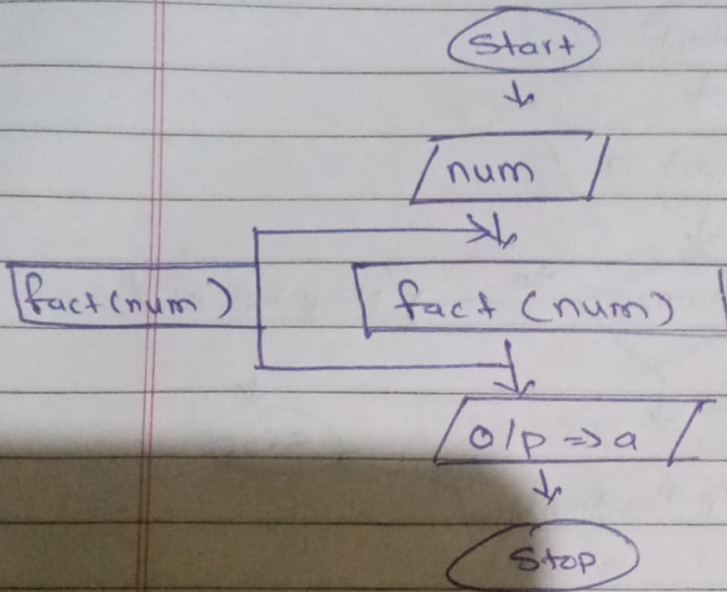 Start
num
fact(num)
fact (num)
o/p => a
Stop